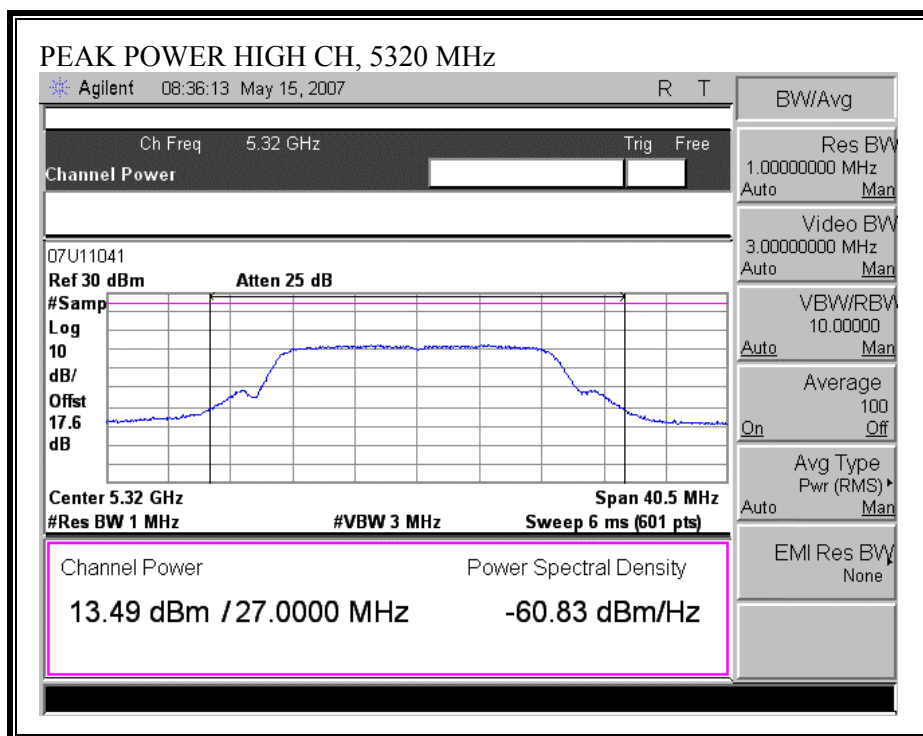 PEAK POWER HIGH CH, 5320 MHz
Agilent 08:36:13 May 15, 2007 R T
Ch Freq 5.32 GHz Trig Free
Channel Power
07U11041
Ref 30 dBm Atten 25 dB
#Samp
Log
10
dB/
Offst
17.6
dB
Center 5.32 GHz Span 40.5 MHz
#Res BW 1 MHz #VBW 3 MHz Sweep 6 ms (601 pts)
Channel Power Power Spectral Density
13.49 dBm / 27.0000 MHz -60.83 dBm/Hz
BW/Avg
Res BW
1.00000000 MHz
Auto Man
Video BW
3.00000000 MHz
Auto Man
VBW/RBW
10.00000
Auto Man
Average
100
On Off
Avg Type
Pwr (RMS)
Auto Man
EMI Res BW
None